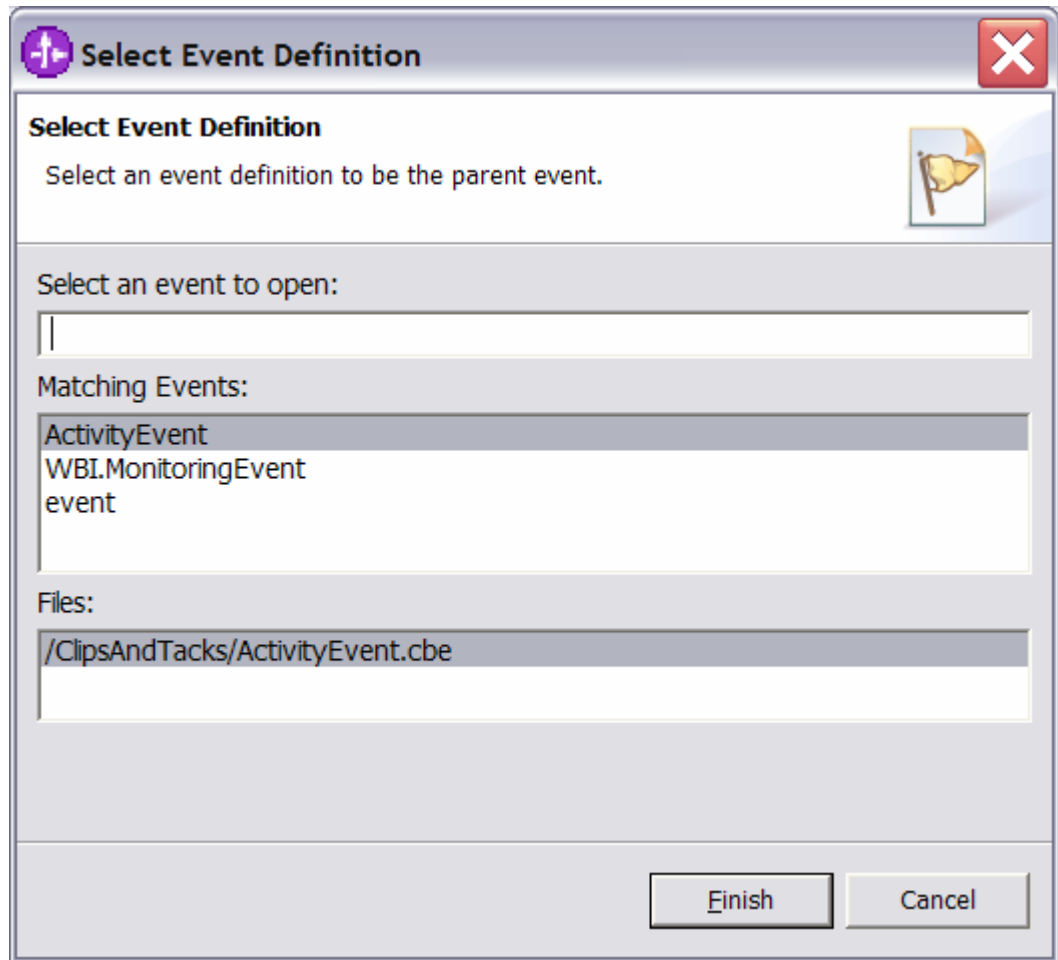 Select Event Definition
Select Event Definition
Select an event definition to be the parent event.
Select an event to open:
Matching Events:
ActivityEvent
WBI.MonitoringEvent
event
Files:
/ClipsAndTacks/ActivityEvent.cbe
Finish
Cancel